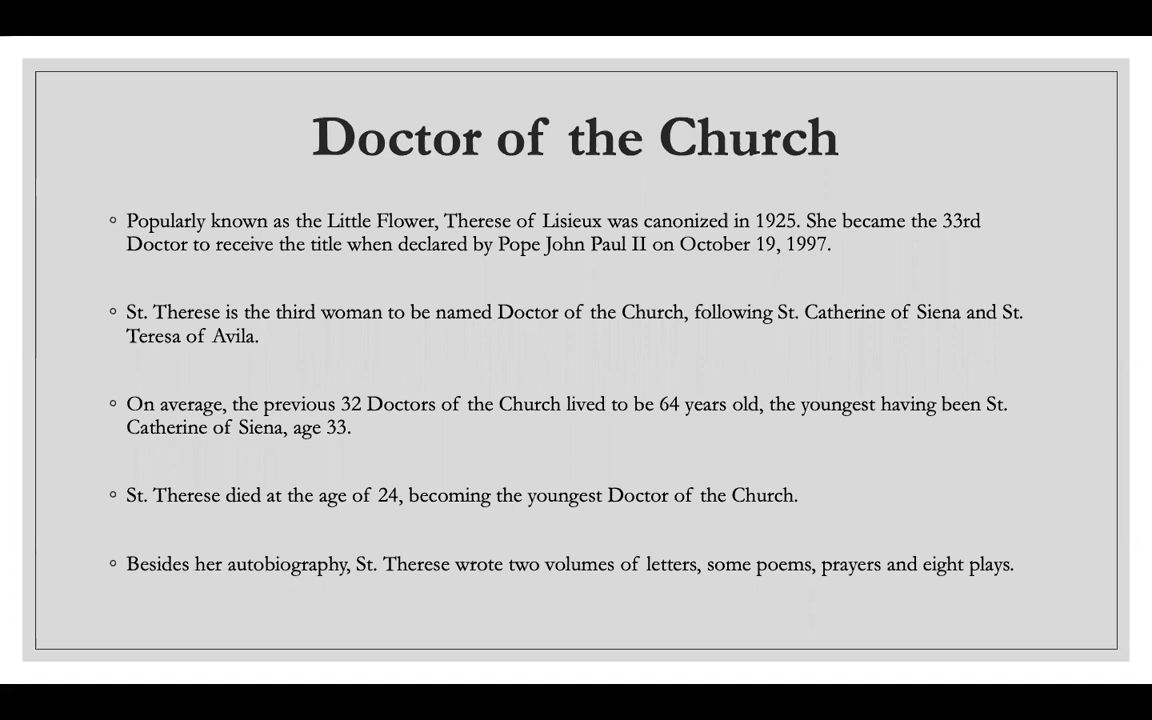 Doctor of the Church
◦ Popularly known as the Little Flower, Therese of Lisieux was canonized in 1925. She became the 33rd
Doctor to receive the title when declared by Pope John Paul II on October 19, 1997.
◦ St. Therese is the third woman to be named Doctor of the Church, following St. Catherine of Siena and St.
Teresa of Avila.
◦ On average, the previous 32 Doctors of the Church lived to be 64 years old, the youngest having been St.
Catherine of Siena, age 33.
◦ St. Therese died at the age of 24, becoming the youngest Doctor of the Church.
◦ Besides her autobiography, St. Therese wrote two volumes of letters, some poems, prayers and eight plays.